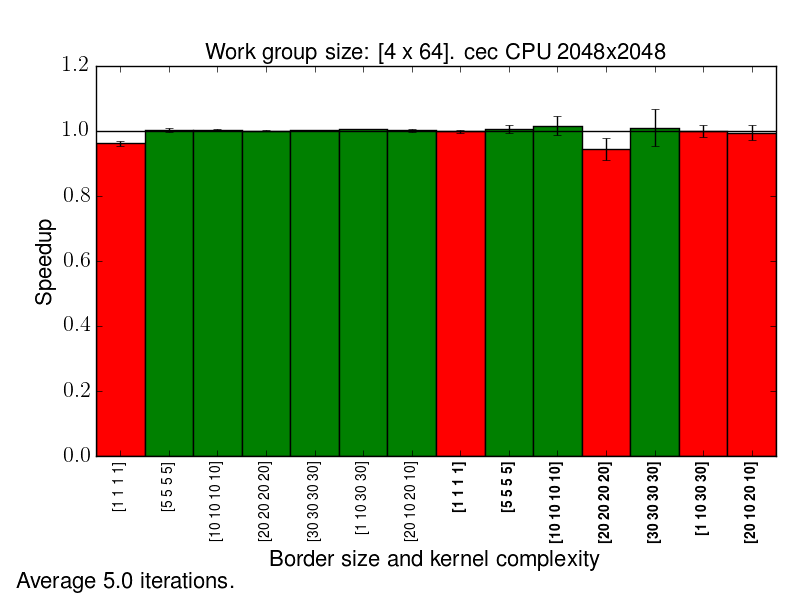 Work group size: [4 x 64]. cec CPU 2048x2048
1.2
1.0
0.8
0.6
0.4
0.2
0.0
Speedup
[1 1 1 1]
[5 5 5 5]
[10 10 10 10]
[20 20 20 20]
[30 30 30 30]
[1 10 30 30]
[20 10 20 10]
[1 1 1 1]
[5 5 5 5]
[10 10 10 10]
[20 20 20 20]
[30 30 30 30]
[1 10 30 30]
[20 10 20 10]
Border size and kernel complexity
Average 5.0 iterations.